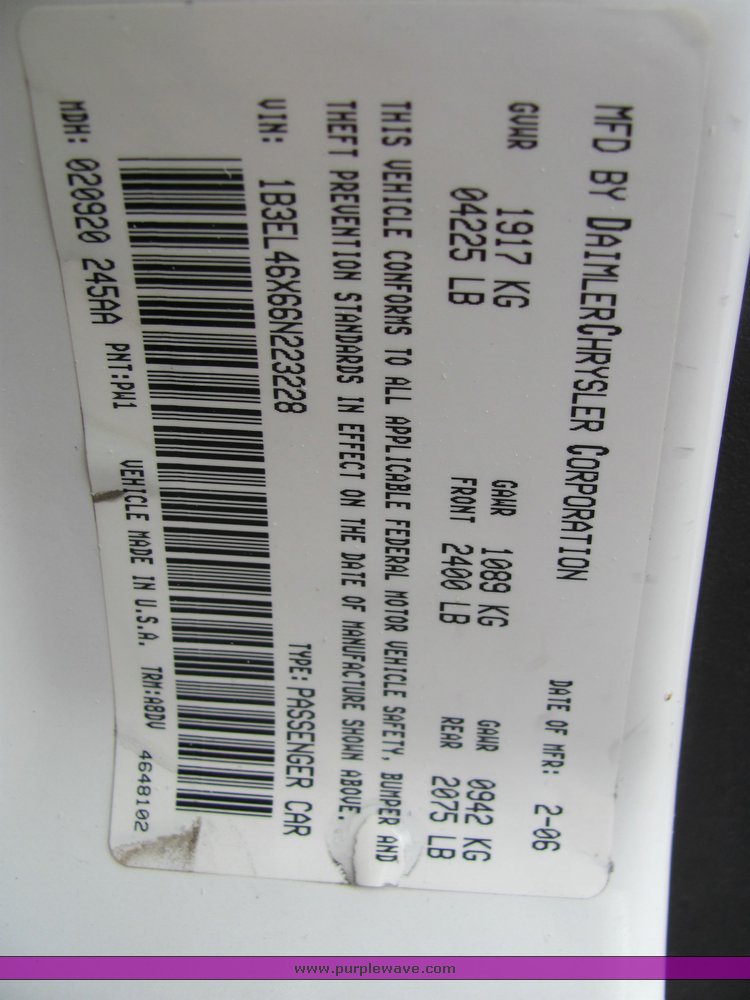 MFD BY DAIMLERCHRYSLER CORPORATION
DATE OF MFR: 2-06
GVWR 1917 KG
04225 LB
GAWR FRONT 1089 KG
2400 LB
GAWR REAR 0942 KG
2075 LB
THIS VEHICLE CONFORMS TO ALL APPLICABLE FEDERAL MOTOR VEHICLE SAFETY, BUMPER AND
THEFT PREVENTION STANDARDS IN EFFECT ON THE DATE OF MANUFACTURE SHOWN ABOVE.
VIN: 1B3EL46X66N223228
TYPE: PASSENGER CAR
MDH: 020920 245AA PNT:PW1 VEHICLE MADE IN U.S.A. TRM:A8DV 4648102
www.purplewave.com